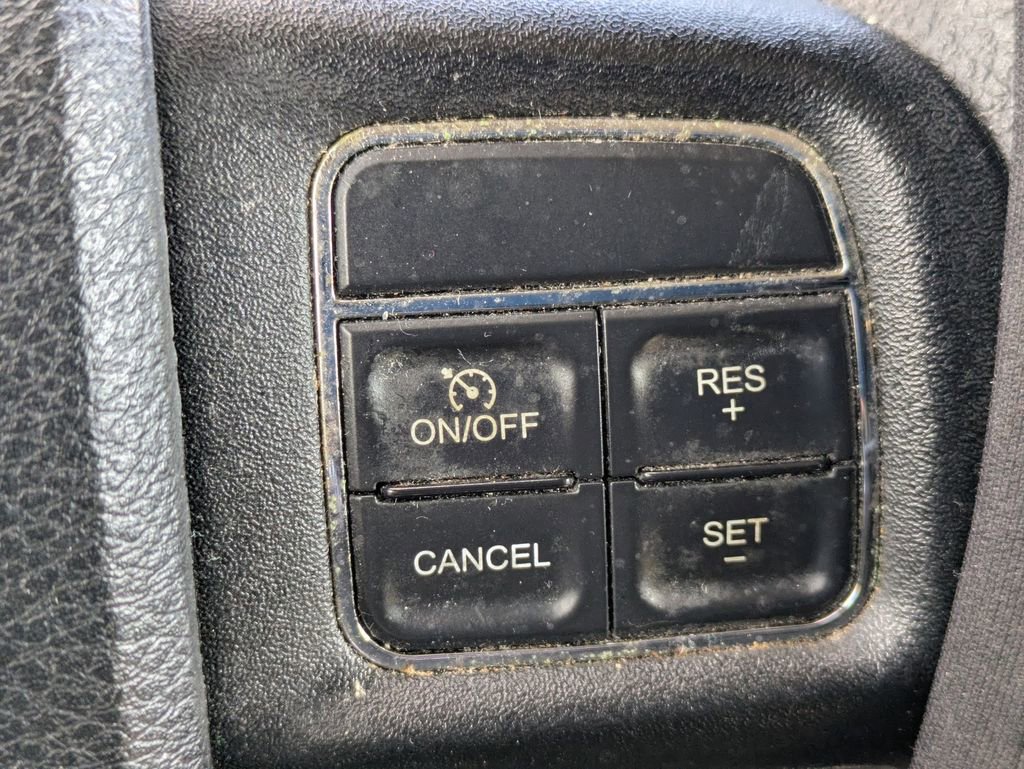 ON/OFF
RES
+
CANCEL
SET
-